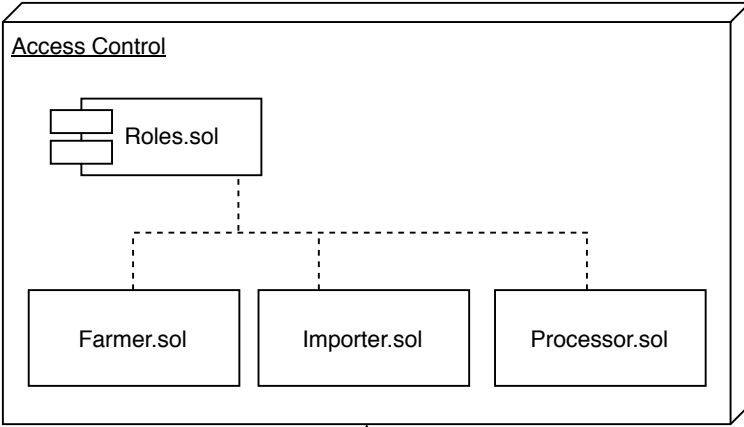 Access Control
Roles.sol
Farmer.sol
Importer.sol
Processor.sol